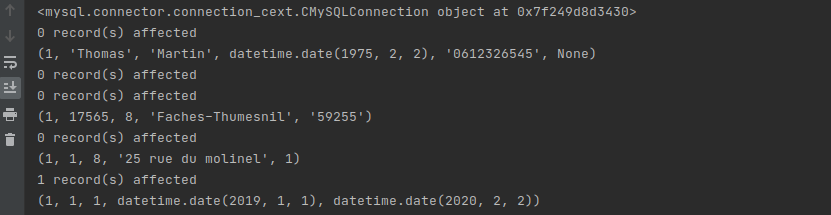 <mysql.connector.connection_cext.CMySQLConnection object at 0x7f249d8d3430>
0 record(s) affected
(1, 'Thomas', 'Martin', datetime.date(1975, 2, 2), '0612326545', None)
0 record(s) affected
0 record(s) affected
(1, 17565, 8, 'Faches-Thumesnil', '59255')
0 record(s) affected
(1, 1, 8, '25 rue du molinel', 1)
1 record(s) affected
(1, 1, 1, datetime.date(2019, 1, 1), datetime.date(2020, 2, 2))